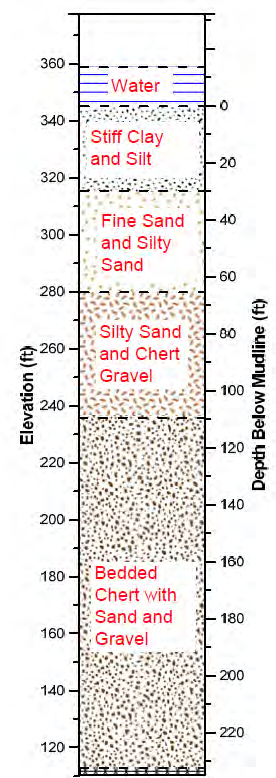 360
Water
0
340
Stiff Clay
and Silt
20
320
Fine Sand
and Silty
Sand
40
300
60
280
Silty Sand
and Chert
Gravel
80
260
100
240
120
220
140
200
160
180
Bedded
Chert with
Sand and
Gravel
180
160
200
140
220
120
Elevation (ft)
Depth Below Mudline (ft)